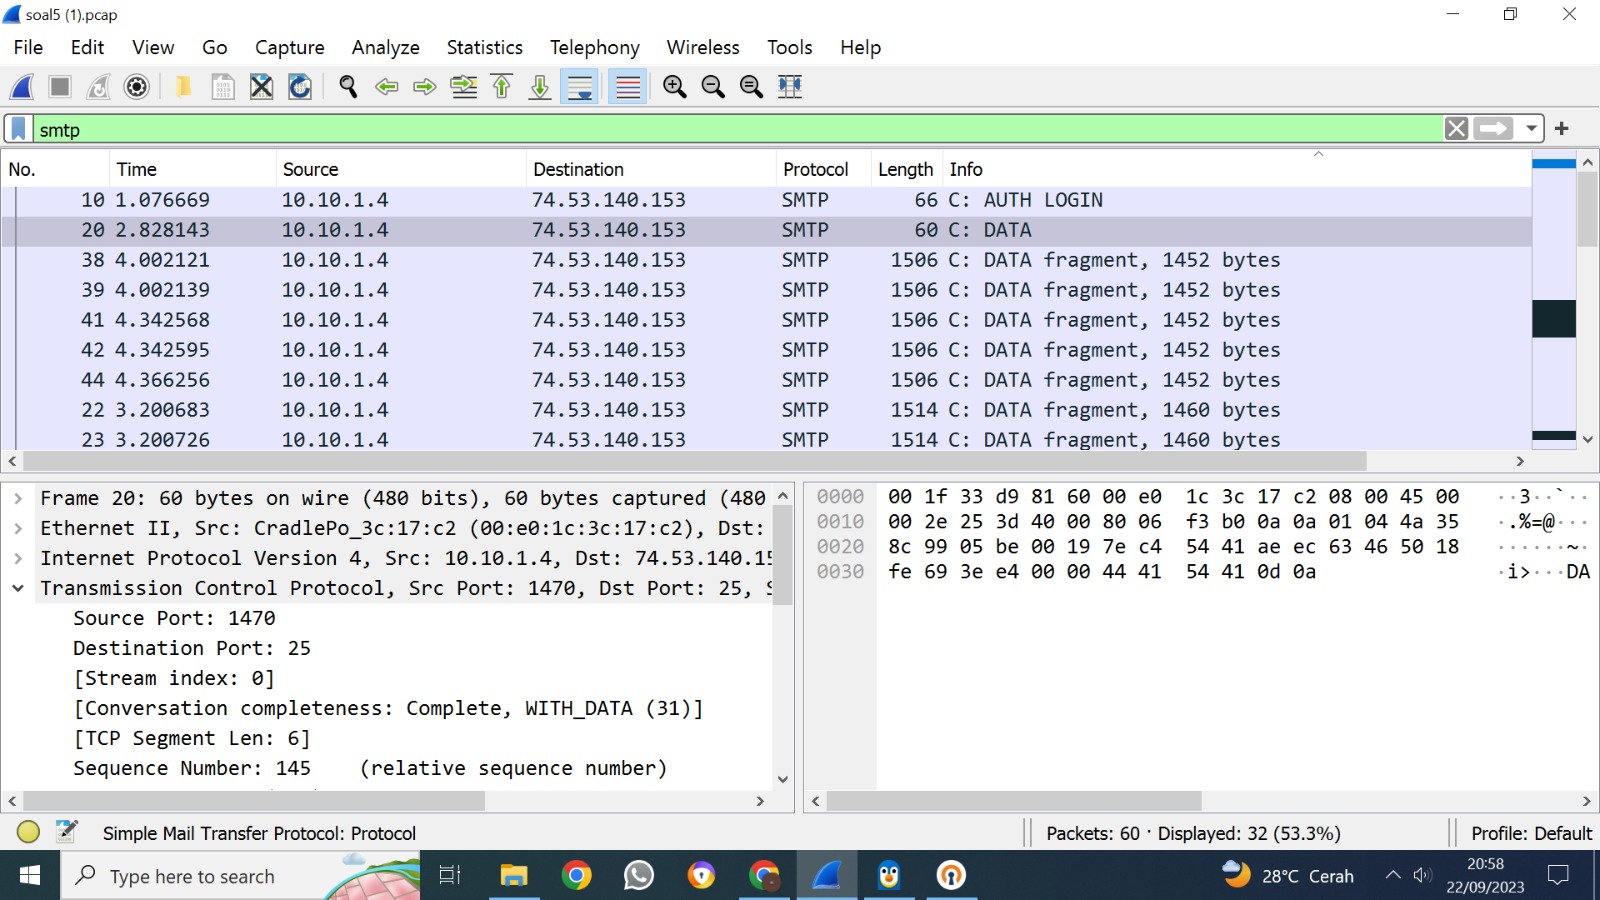 soal5 (1).pcap
File Edit View Go Capture Analyze Statistics Telephony Wireless Tools Help
smtp
No. Time Source Destination Protocol Length Info
10 1.076669 10.10.1.4 74.53.140.153 SMTP 66 C: AUTH LOGIN
20 2.828143 10.10.1.4 74.53.140.153 SMTP 60 C: DATA
38 4.002121 10.10.1.4 74.53.140.153 SMTP 1506 C: DATA fragment, 1452 bytes
39 4.002139 10.10.1.4 74.53.140.153 SMTP 1506 C: DATA fragment, 1452 bytes
41 4.342568 10.10.1.4 74.53.140.153 SMTP 1506 C: DATA fragment, 1452 bytes
42 4.342595 10.10.1.4 74.53.140.153 SMTP 1506 C: DATA fragment, 1452 bytes
44 4.366256 10.10.1.4 74.53.140.153 SMTP 1506 C: DATA fragment, 1452 bytes
22 3.200683 10.10.1.4 74.53.140.153 SMTP 1514 C: DATA fragment, 1460 bytes
23 3.200726 10.10.1.4 74.53.140.153 SMTP 1514 C: DATA fragment, 1460 bytes
Frame 20: 60 bytes on wire (480 bits), 60 bytes captured (480
Ethernet II, Src: CradlePo_3c:17:c2 (00:e0:1c:3c:17:c2), Dst:
Internet Protocol Version 4, Src: 10.10.1.4, Dst: 74.53.140.15
Transmission Control Protocol, Src Port: 1470, Dst Port: 25, S
Source Port: 1470
Destination Port: 25
[Stream index: 0]
[Conversation completeness: Complete, WITH_DATA (31)]
[TCP Segment Len: 6]
Sequence Number: 145 (relative sequence number)
0000 00 1f 33 d9 81 60 00 e0 1c 3c 17 c2 08 00 45 00 ··3··`··
0010 00 2e 25 3d 40 00 80 06 f3 b0 0a 0a 01 04 4a 35 ·.%=@···
0020 8c 99 05 be 00 19 7e c4 54 41 ae ec 63 46 50 18 ······~·
0030 fe 69 3e e4 00 00 44 41 54 41 0d 0a ·i>···DA
Simple Mail Transfer Protocol: Protocol
Packets: 60 · Displayed: 32 (53.3%)
Profile: Default
Type here to search
28°C Cerah
20:58
22/09/2023